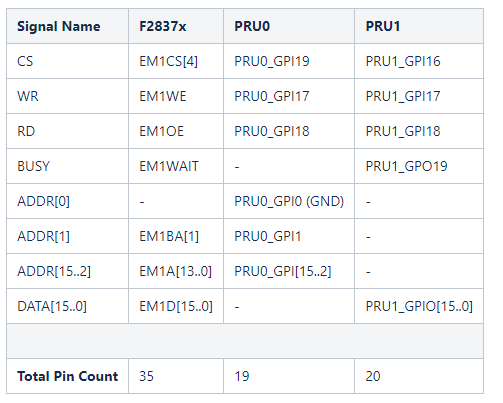 Signal Name F2837x PRU0 PRU1
CS EM1CS[4] PRU0_GPI19 PRU1_GPI16
WR EM1WE PRU0_GPI17 PRU1_GPI17
RD EM1OE PRU0_GPI18 PRU1_GPI18
BUSY EM1WAIT - PRU1_GPO19
ADDR[0] - PRU0_GPI0 (GND) -
ADDR[1] EM1BA[1] PRU0_GPI1 -
ADDR[15..2] EM1A[13..0] PRU0_GPI[15..2] -
DATA[15..0] EM1D[15..0] - PRU1_GPIO[15..0]
Total Pin Count 35 19 20